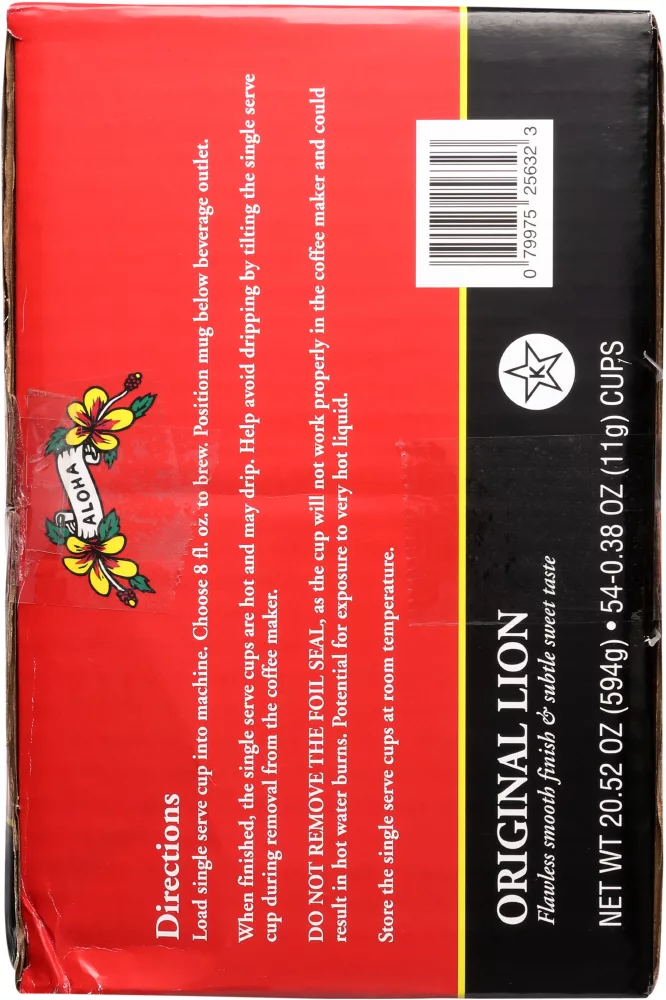 ALOHA
Directions
Load single serve cup into machine. Choose 8 fl. oz. to brew. Position mug below beverage outlet.
When finished, the single serve cups are hot and may drip. Help avoid dripping by tilting the single serve
cup during removal from the coffee maker.
DO NOT REMOVE THE FOIL SEAL, as the cup will not work properly in the coffee maker and could
result in hot water burns. Potential for exposure to very hot liquid.
Store the single serve cups at room temperature.
0 79975 25632 3
K
ORIGINAL LION
Flawless smooth finish & subtle sweet taste
NET WT 20.52 OZ (594g) • 54-0.38 OZ (11g) CUPS